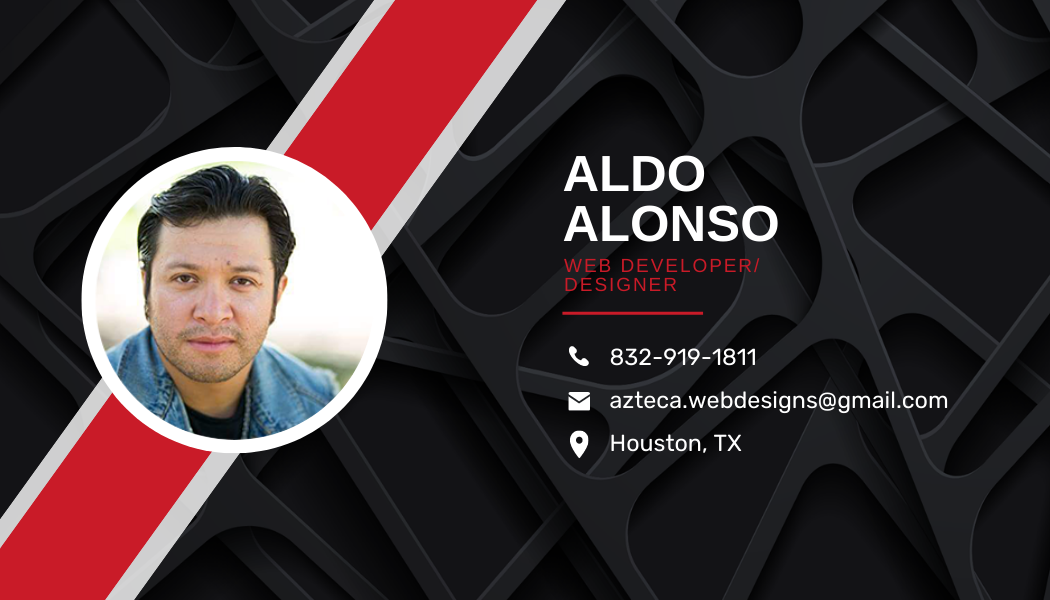 ALDO
ALONSO
WEB DEVELOPER/
DESIGNER
832-919-1811
azteca.webdesigns@gmail.com
Houston, TX